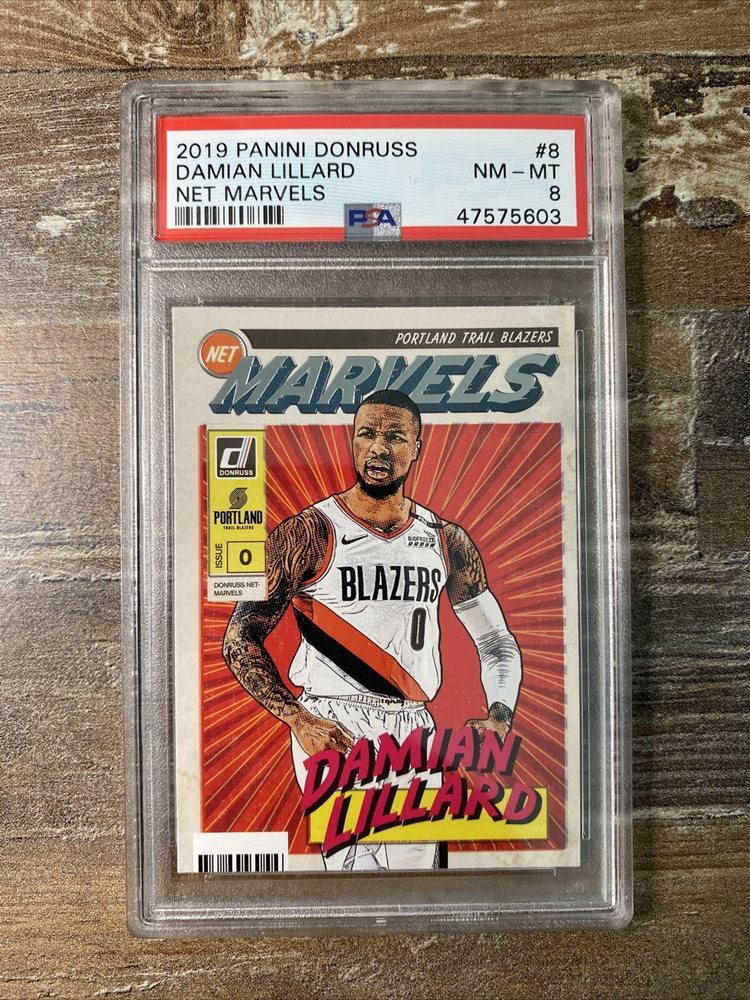 2019 PANINI DONRUSS #8
DAMIAN LILLARD NM – MT
NET MARVELS 8
PSA 47575603
PORTLAND TRAIL BLAZERS
NET
MARVELS
DONRUSS
PORTLAND
TRAIL BLAZERS
ISSUE 0
DONRUSS NET-
MARVELS
BIOFREEZE
BLAZERS
0
DAMIAN
LILLARD